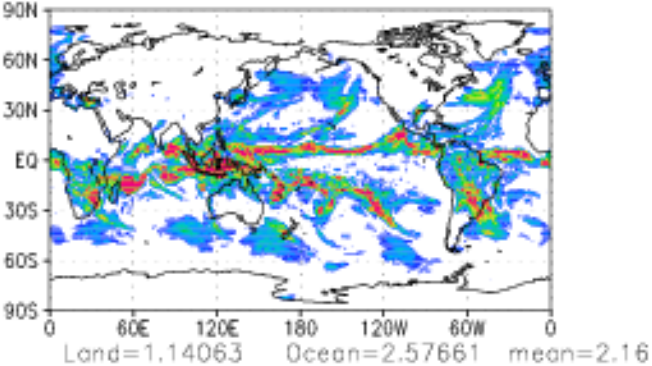 90N
60N
30N
EQ
30S
60S
90S
0 60E 120E 180 120W 60W 0
Land=1.14063 Ocean=2.57661 mean=2.16